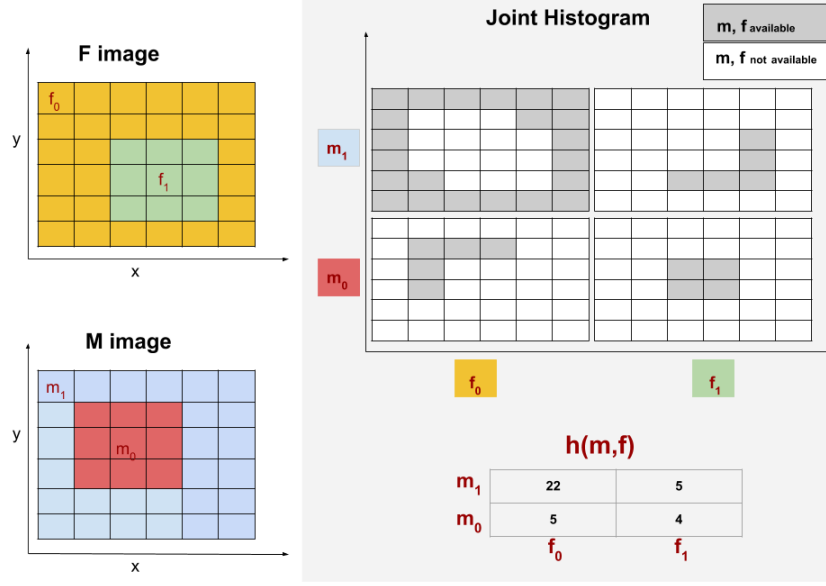 F image
f0
y
f1
x
M image
m1
y
m0
x
Joint Histogram
m, f available
m, f not available
m1
m0
f0
f1
h(m,f)
m1 22 5
m0 5 4
f0 f1